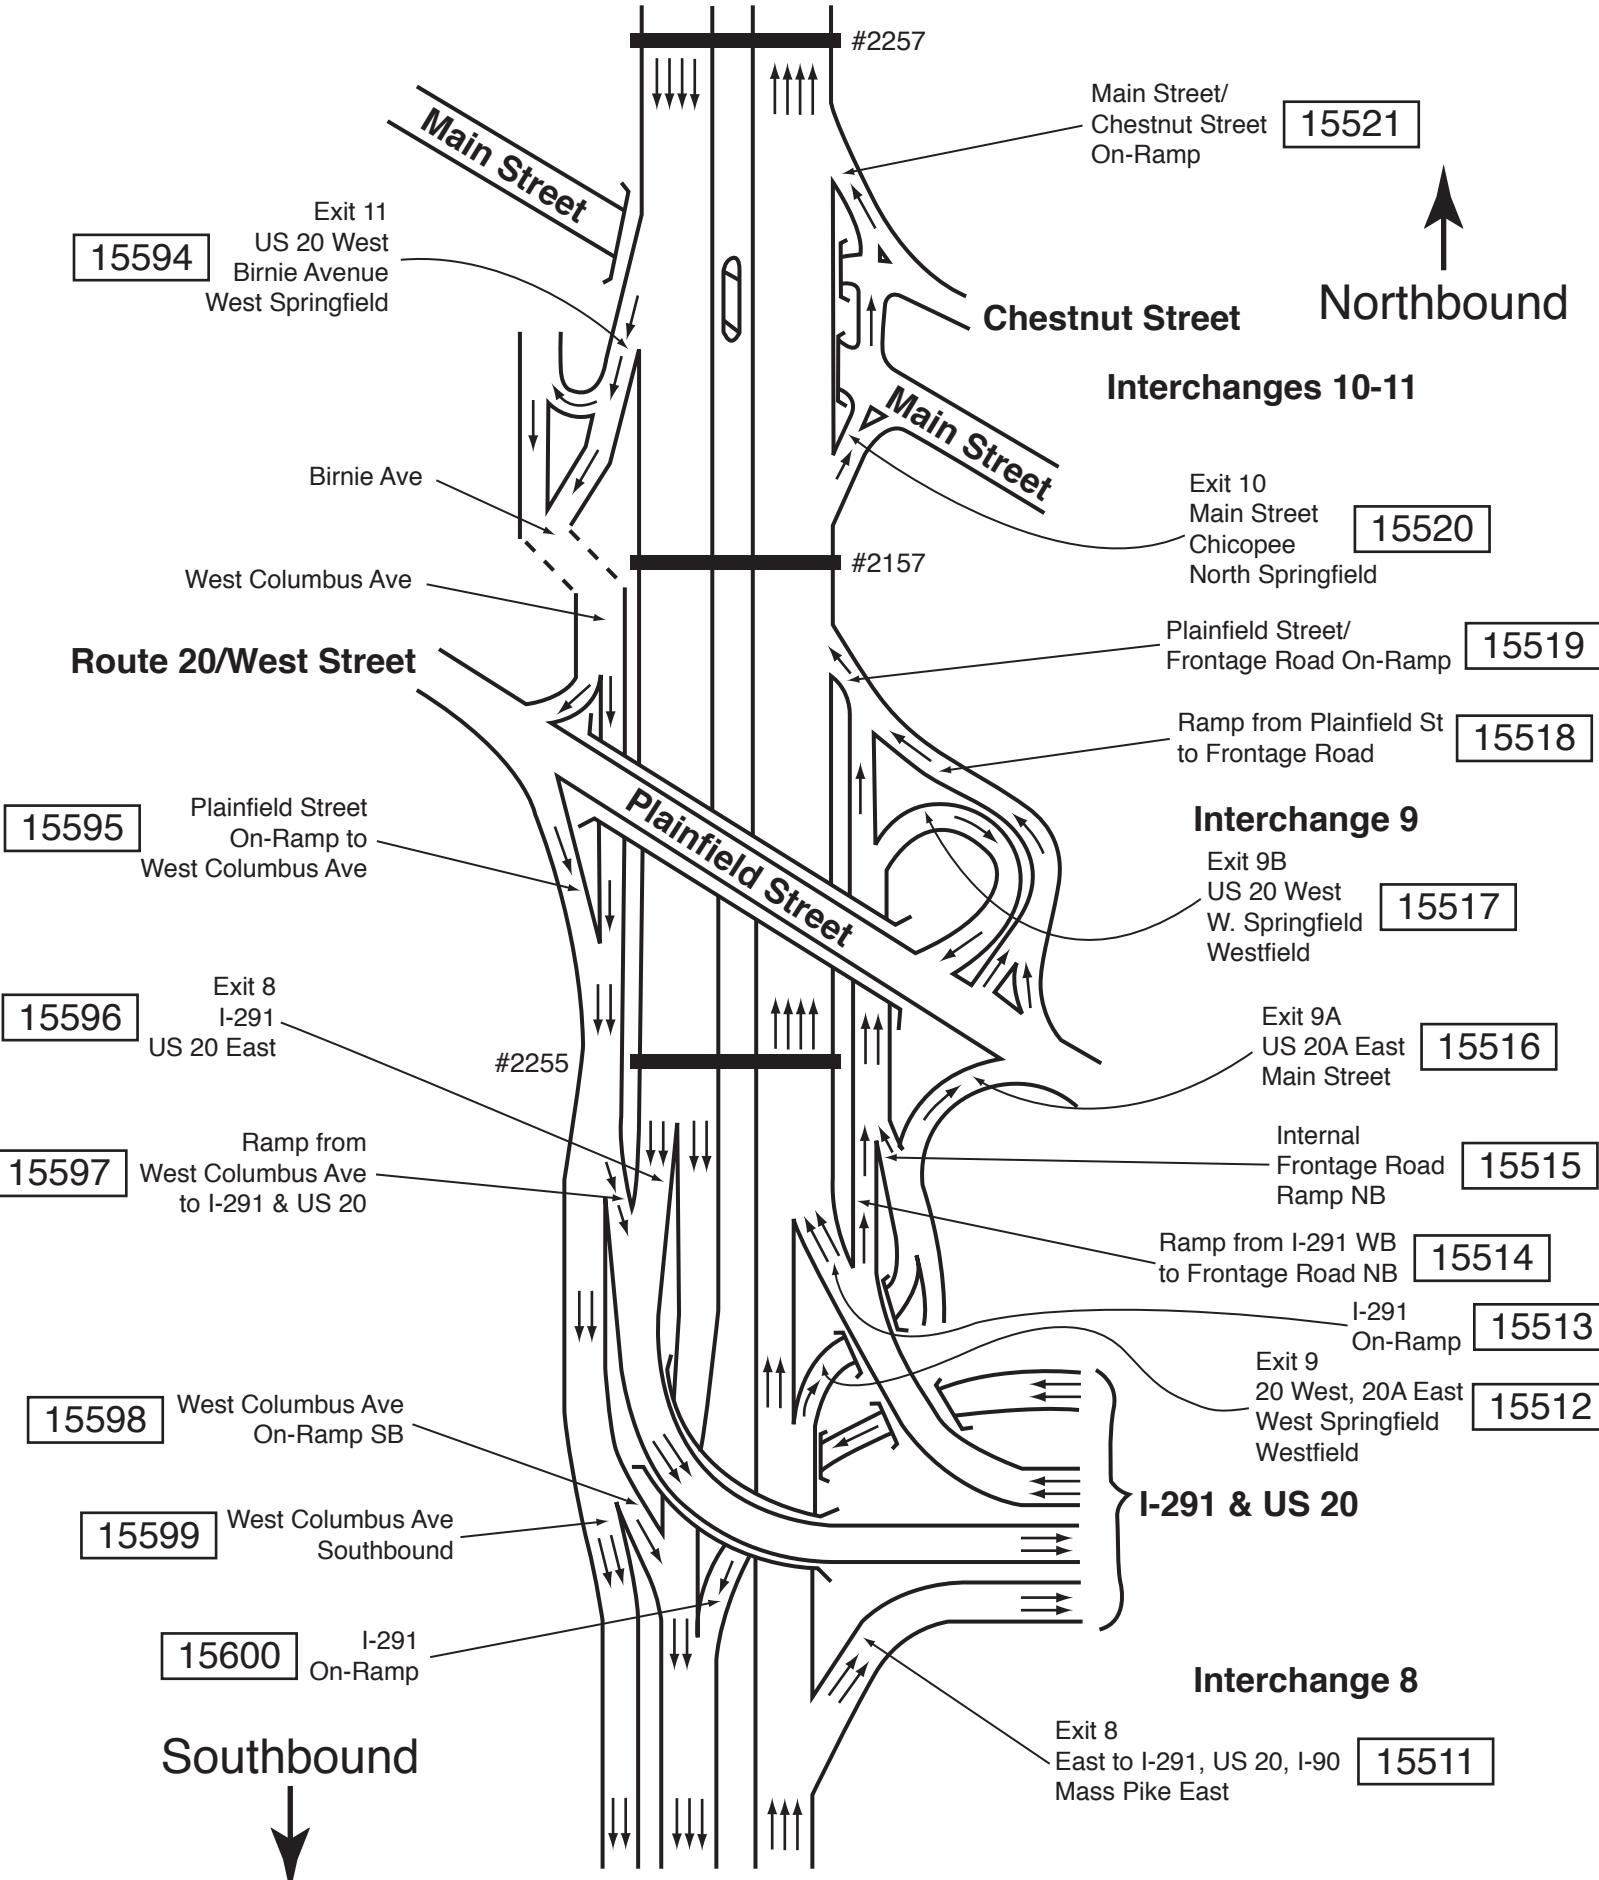 #2257
Main Street/
Chestnut Street
On-Ramp
15521
Main Street
Northbound
Exit 11
US 20 West
Birnie Avenue
West Springfield
15594
Chestnut Street
Interchanges 10-11
Main Street
Birnie Ave
Exit 10
Main Street
Chicopee
North Springfield
15520
#2157
West Columbus Ave
Route 20/West Street
Plainfield Street/
Frontage Road On-Ramp
15519
Ramp from Plainfield St
to Frontage Road
15518
15595
Plainfield Street
On-Ramp to
West Columbus Ave
Plainfield Street
Interchange 9
Exit 9B
US 20 West
W. Springfield
Westfield
15517
15596
Exit 8
I-291
US 20 East
#2255
Exit 9A
US 20A East
Main Street
15516
15597
Ramp from
West Columbus Ave
to I-291 & US 20
Internal
Frontage Road
Ramp NB
15515
Ramp from I-291 WB
to Frontage Road NB
15514
I-291
On-Ramp
15513
Exit 9
20 West, 20A East
West Springfield
Westfield
15512
15598
West Columbus Ave
On-Ramp SB
I-291 & US 20
15599
West Columbus Ave
Southbound
15600
I-291
On-Ramp
Interchange 8
Exit 8
East to I-291, US 20, I-90
Mass Pike East
15511
Southbound